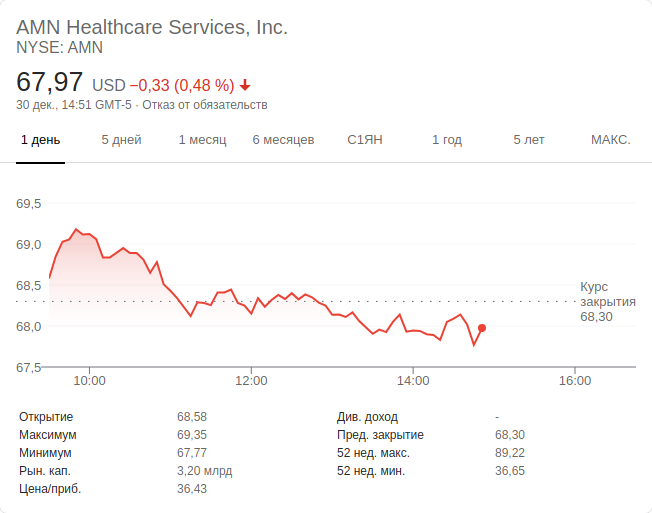 AMN Healthcare Services, Inc.
NYSE: AMN
67,97 USD −0,33 (0,48 %)
30 дек., 14:51 GMT-5 · Отказ от обязательств
1 день 5 дней 1 месяц 6 месяцев С1ЯН 1 год 5 лет МАКС.
69,5
69,0
68,5
68,0
67,5
Курс
закрытия
68,30
10:00 12:00 14:00 16:00
Открытие 68,58
Максимум 69,35
Минимум 67,77
Рын. кап. 3,20 млрд
Цена/приб. 36,43
Див. доход -
Пред. закрытие 68,30
52 нед. макс. 89,22
52 нед. мин. 36,65